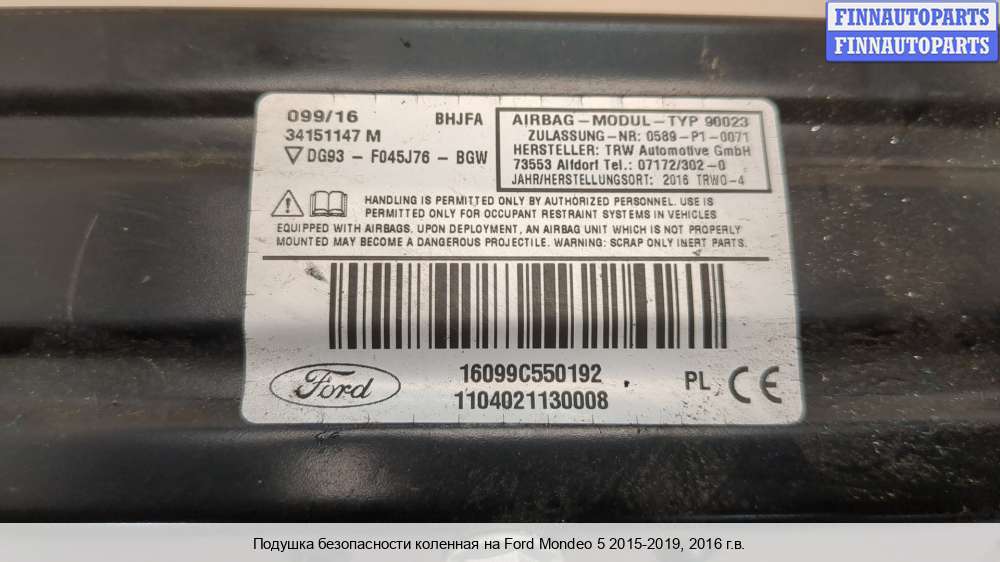 FINNAUTOPARTS
FINNAUTOPARTS
099/16 BHJFA
34151147 M
DG93 - F045J76 - BGW
AIRBAG-MODUL-TYP 90023
ZULASSUNG-NR: 0589-P1-0071
HERSTELLER: TRW Automotive GmbH
73553 Alfdorf Tel.: 07172/302-0
JAHR/HERSTELLUNGSORT: 2016 TRWO-4
HANDLING IS PERMITTED ONLY BY AUTHORIZED PERSONNEL. USE IS
PERMITTED ONLY FOR OCCUPANT RESTRAINT SYSTEMS IN VEHICLES
EQUIPPED WITH AIRBAGS. UPON DEPLOYMENT, AN AIRBAG UNIT WHICH IS NOT PROPERLY
MOUNTED MAY BECOME A DANGEROUS PROJECTILE. WARNING: SCRAP ONLY INERT PARTS.
Ford
16099C550192
1104021130008
PL CE
Подушка безопасности коленная на Ford Mondeo 5 2015-2019, 2016 г.в.